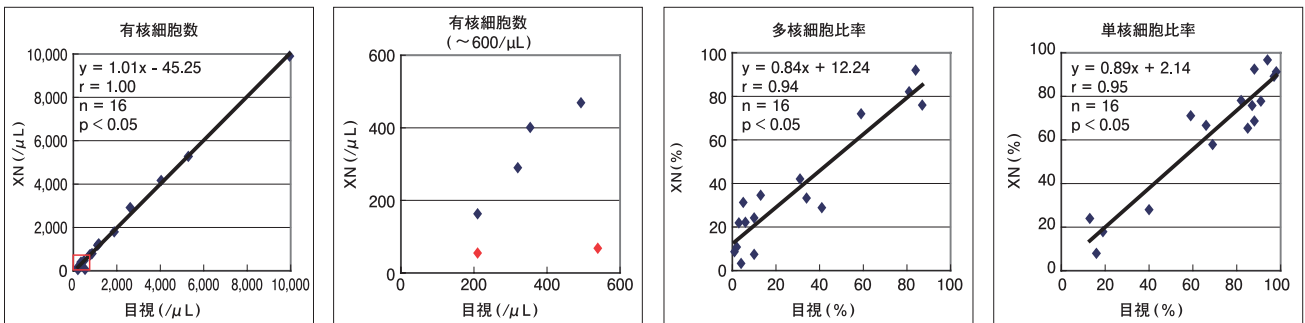 有核細胞数
10,000
8,000
6,000
4,000
2,000
0
y = 1.01x - 45.25
r = 1.00
n = 16
p < 0.05
XN (/μL)
0 2,000 4,000 6,000 8,000 10,000
目視 (/μL)
有核細胞数
(～600/μL)
600
400
200
0
XN (/μL)
0 200 400 600
目視 (/μL)
多核細胞比率
100
80
60
40
20
0
y = 0.84x + 12.24
r = 0.94
n = 16
p < 0.05
XN (%)
0 20 40 60 80 100
目視 (%)
単核細胞比率
100
80
60
40
20
0
y = 0.89x + 2.14
r = 0.95
n = 16
p < 0.05
XN (%)
0 20 40 60 80 100
目視 (%)